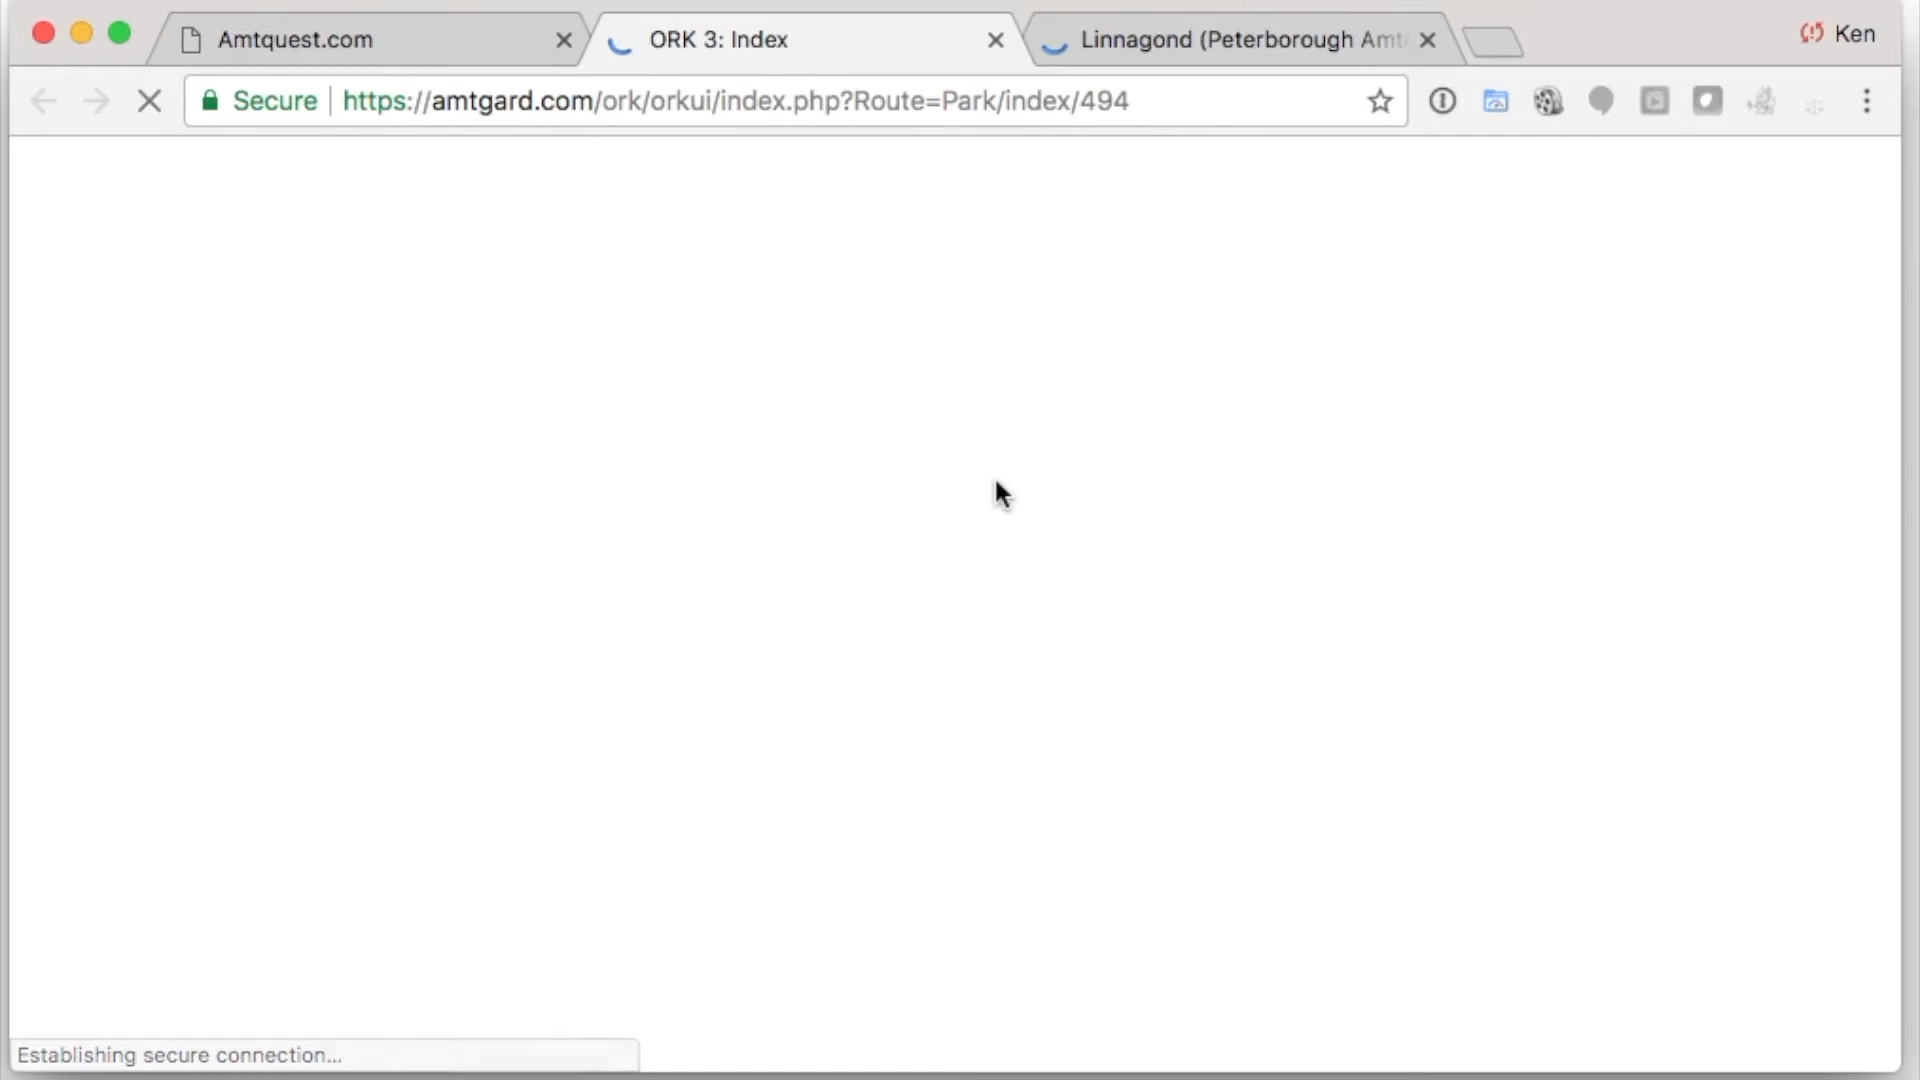 Amtquest.com
ORK 3: Index
Linnagond (Peterborough Amt
Ken
Secure
https://amtgard.com/ork/orkui/index.php?Route=Park/index/494
Establishing secure connection...